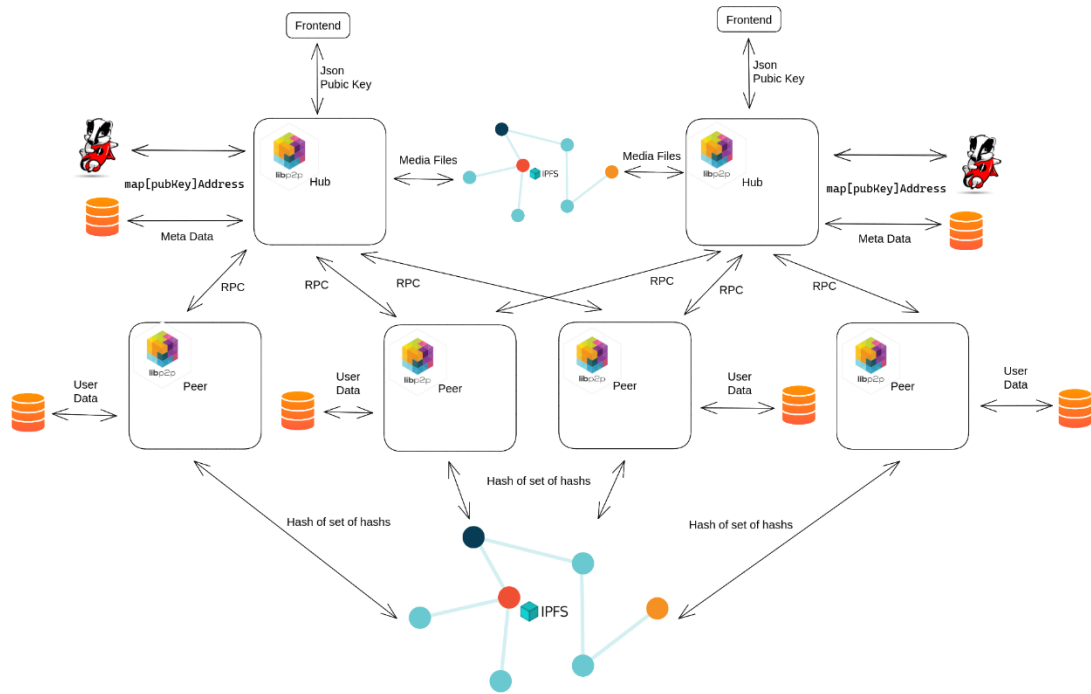 Frontend
Frontend
Json
Pubic Key
Json
Pubic Key
libp2p
Hub
Media Files
IPFS
Media Files
libp2p
Hub
map[pubKey]Address
map[pubKey]Address
Meta Data
Meta Data
RPC
RPC
RPC
RPC
RPC
RPC
libp2p
Peer
libp2p
Peer
libp2p
Peer
libp2p
Peer
User
Data
User
Data
User
Data
User
Data
Hash of set of hashs
Hash of set of hashs
Hash of set of hashs
IPFS